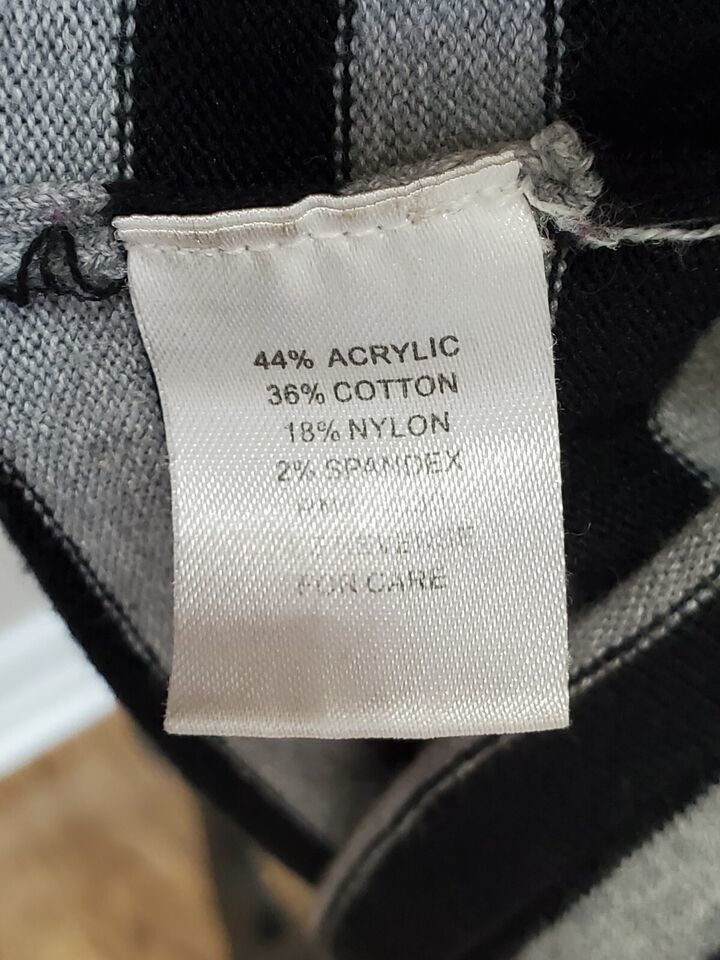 44% ACRYLIC
36% COTTON
18% NYLON
2% SPANDEX
FOR CARE